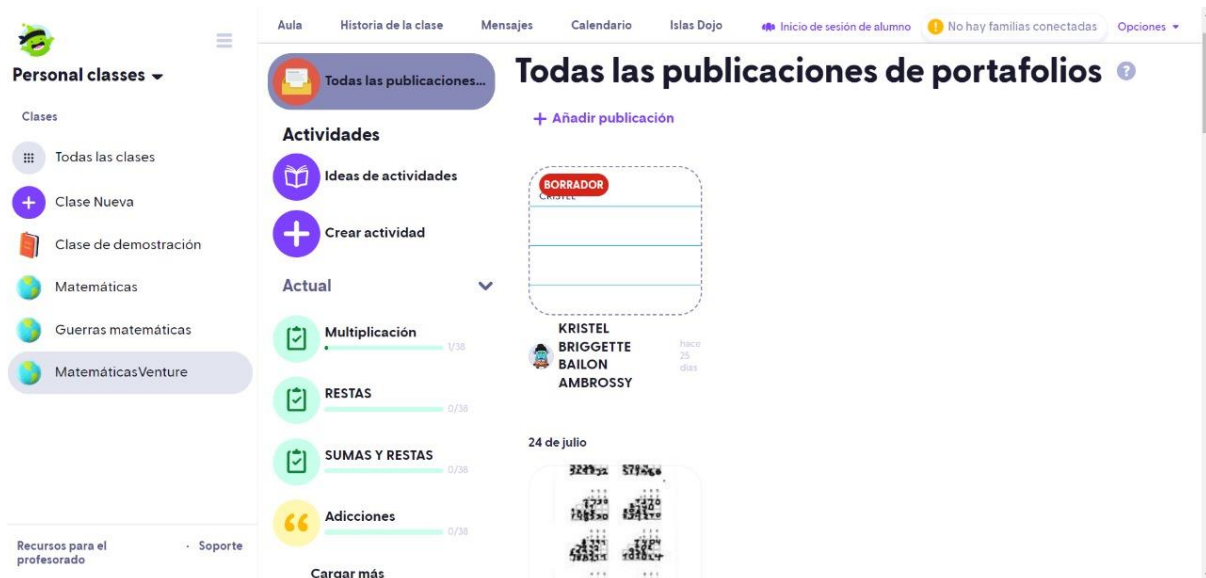 Aula
Historia de la clase
Mensajes
Calendario
Islas Dojo
Inicio de sesión de alumno
No hay familias conectadas
Opciones
Personal classes
Clases
Todas las clases
Clase Nueva
Clase de demostración
Matemáticas
Guerras matemáticas
MatemáticasVenture
Recursos para el
profesorado
· Soporte
Todas las publicaciones...
Actividades
Ideas de actividades
Crear actividad
Actual
Multiplicación
1/38
RESTAS
0/38
SUMAS Y RESTAS
0/38
Adicciones
0/38
Cargar más
Todas las publicaciones de portafolios ?
+ Añadir publicación
BORRADOR
CRISTEL
KRISTEL
BRIGGETTE
BAILON
AMBROSSY
hace
25
días
24 de julio